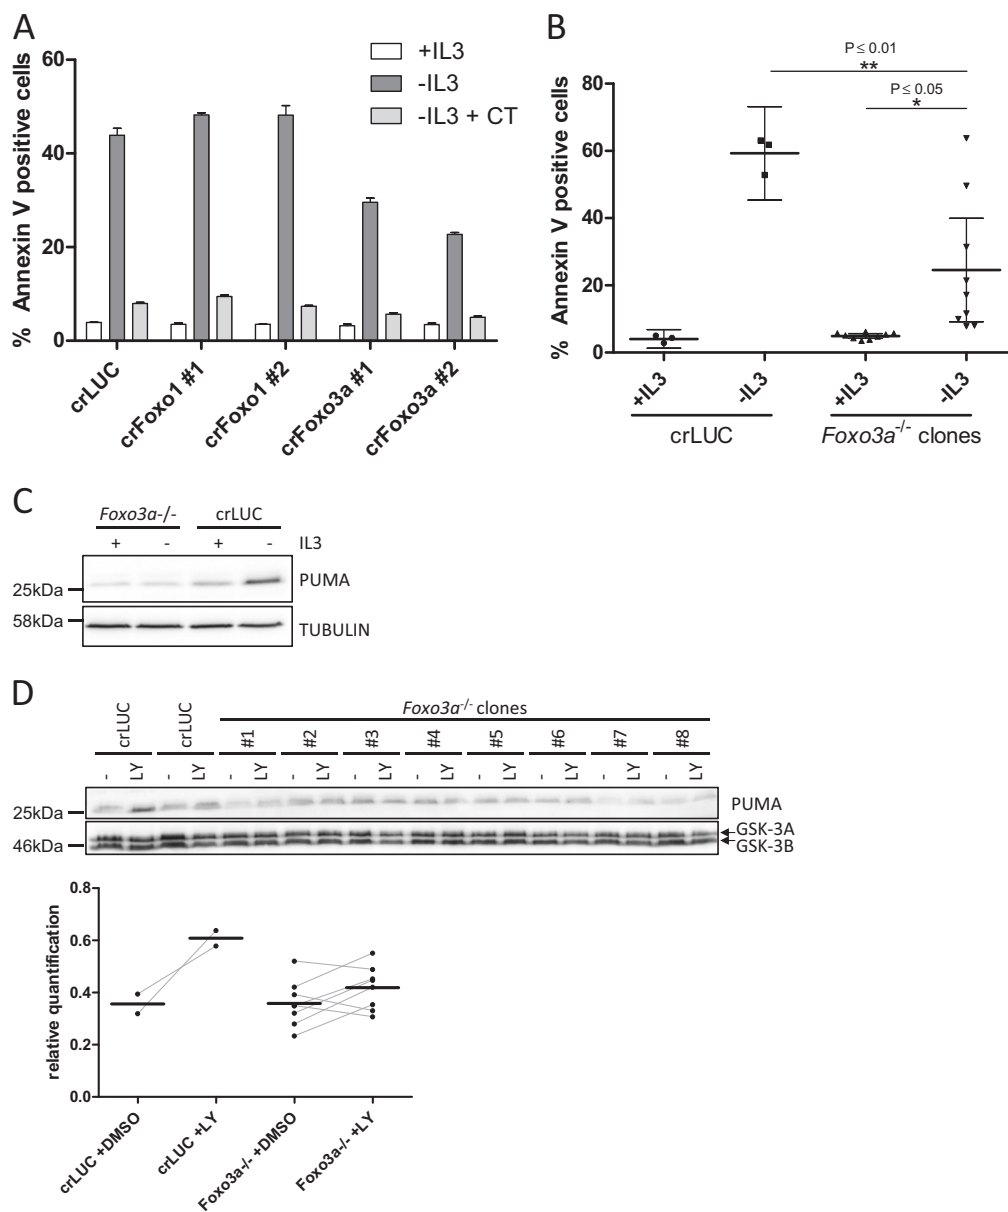 A
% Annexin V positive cells
60
40
20
0
+IL3
-IL3
-IL3 + CT
crLUC
crFoxo1 #1
crFoxo1 #2
crFoxo3a #1
crFoxo3a #2
B
% Annexin V positive cells
80
60
40
20
0
P ≤ 0.01
**
P ≤ 0.05
*
+IL3
-IL3
+IL3
-IL3
crLUC
Foxo3a-/- clones
C
Foxo3a-/-
crLUC
+ - + - IL3
25kDa
PUMA
58kDa
TUBULIN
D
crLUC
crLUC
Foxo3a-/- clones
#1 #2 #3 #4 #5 #6 #7 #8
- LY - LY - LY - LY - LY - LY - LY - LY - LY - LY
25kDa
PUMA
46kDa
GSK-3A
GSK-3B
relative quantification
0.8
0.6
0.4
0.2
0.0
crLUC +DMSO
crLUC +LY
Foxo3a-/- +DMSO
Foxo3a-/- +LY